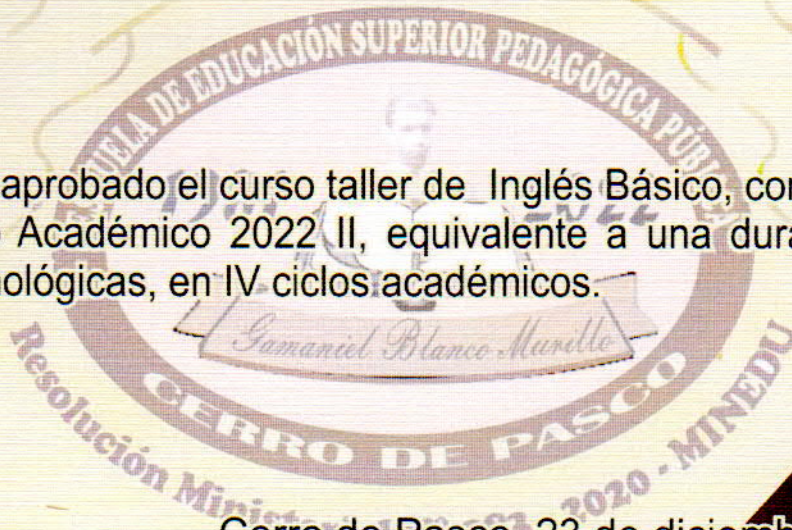 ESCUELA DE EDUCACIÓN SUPERIOR PEDAGÓGICA PÚBLICA
aprobado el curso taller de Inglés Básico, con
Académico 2022 II, equivalente a una dura
nológicas, en IV ciclos académicos.
Gamaniel Blanco Murillo
CERRO DE PASCO
Resolución 2020 - MINEDU
Cerro de Pasco, 23 de diciemb